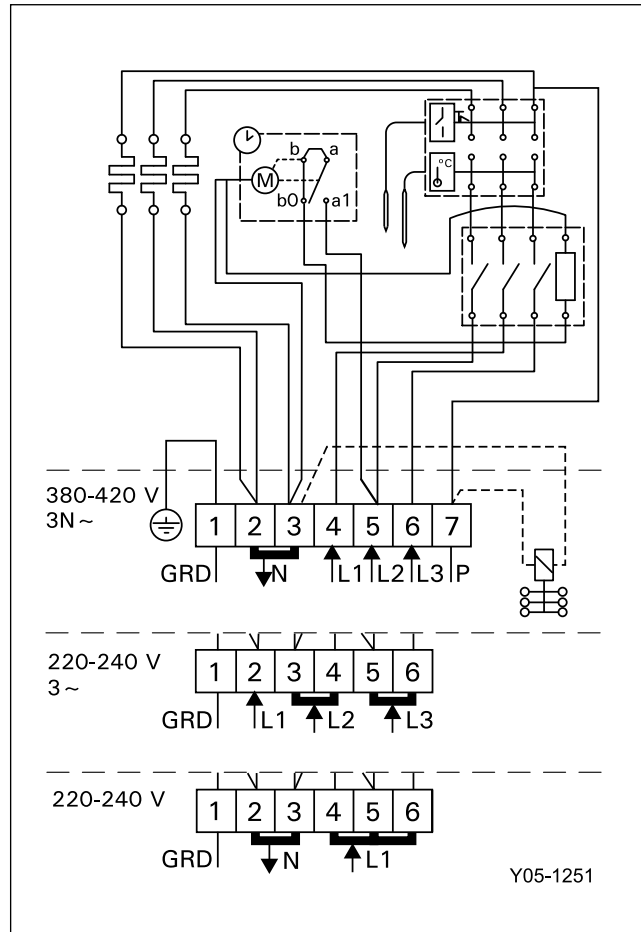 °C
b a
M
b0 a1
380-420 V
3N ~
1 2 3 4 5 6 7
GRD N L1 L2 L3 P
220-240 V
3 ~
1 2 3 4 5 6
GRD L1 L2 L3
220-240 V
1 2 3 4 5 6
GRD N L1
Y05-1251